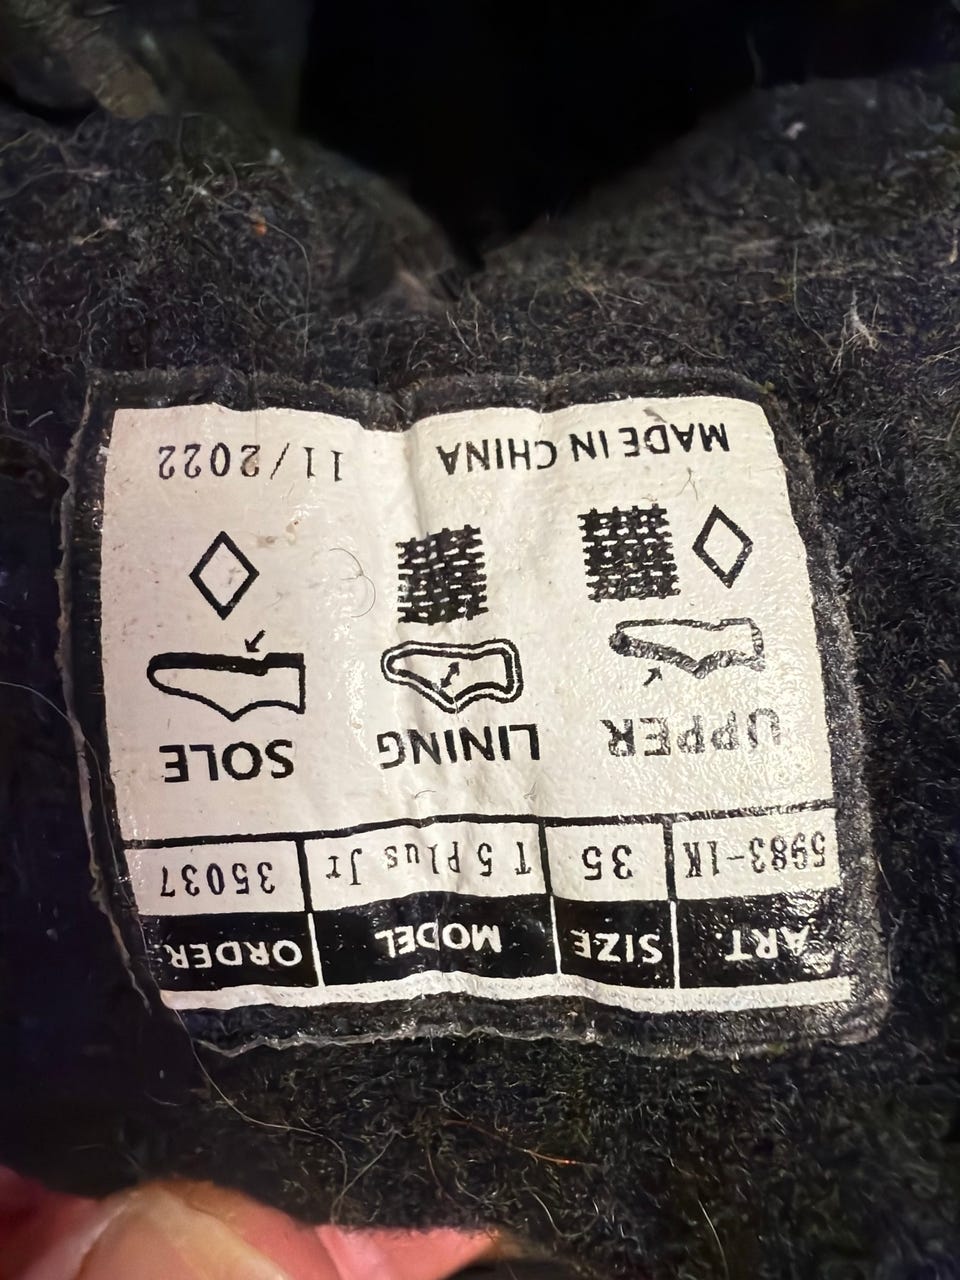 ART. SIZE MODEL ORDER
5983-1K 35 T 5 Plus Jr 35037
UPPER LINING SOLE
MADE IN CHINA 11/2022